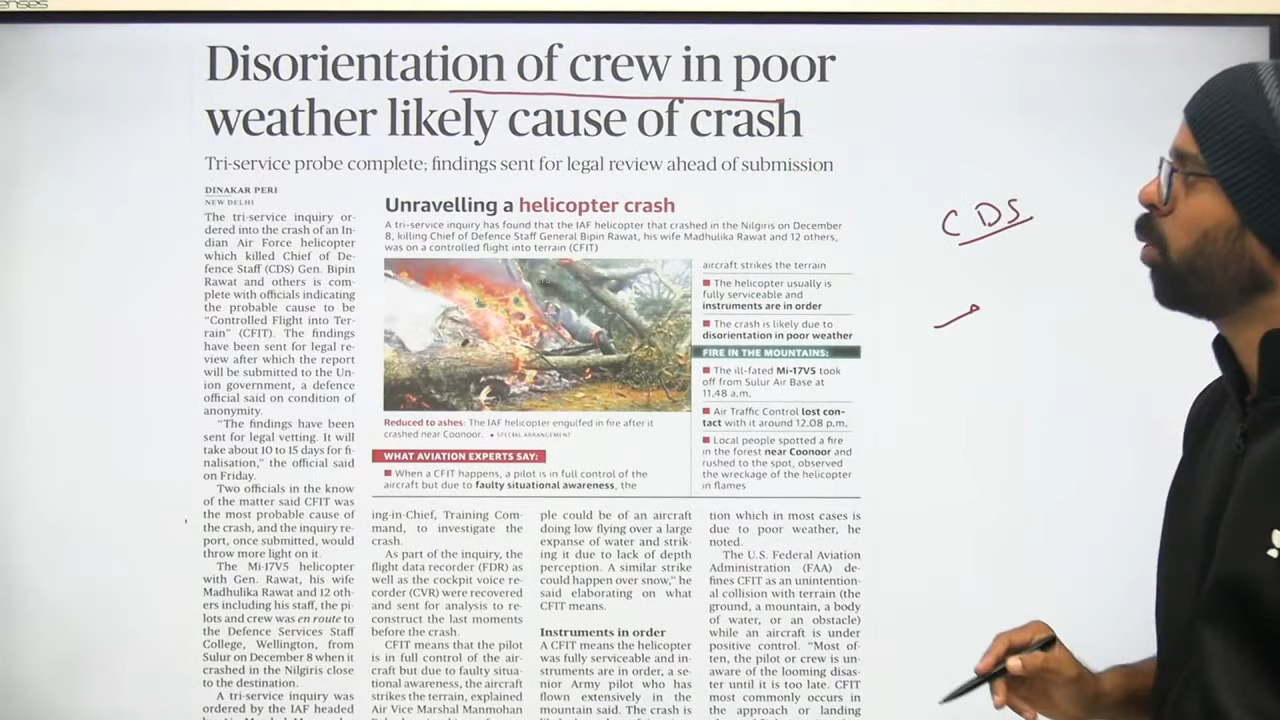 enses
Disorientation of crew in poor
weather likely cause of crash
Tri-service probe complete; findings sent for legal review ahead of submission
DINAKAR PERI
NEW DELHI
The tri-service inquiry or-
dered into the crash of an In-
dian Air Force helicopter
which killed Chief of De-
fence Staff (CDS) Gen. Bipin
Rawat and others is com-
plete with officials indicating
the probable cause to be
“Controlled Flight into Ter-
rain” (CFIT). The findings
have been sent for legal re-
view after which the report
will be submitted to the Un-
ion government, a defence
official said on condition of
anonymity.
“The findings have been
sent for legal vetting. It will
take about 10 to 15 days for fi-
nalisation,” the official said
on Friday.
Two officials in the know
of the matter said CFIT was
the most probable cause of
the crash, and the inquiry re-
port, once submitted, would
throw more light on it.
The Mi-17V5 helicopter
with Gen. Rawat, his wife
Madhulika Rawat and 12 oth-
ers including his staff, the pi-
lots and crew was en route to
the Defence Services Staff
College, Wellington, from
Sulur on December 8 when it
crashed in the Nilgiris close
to the destination.
A tri-service inquiry was
ordered by the IAF headed
Unravelling a helicopter crash
A tri-service inquiry has found that the IAF helicopter that crashed in the Nilgiris on December
8, killing Chief of Defence Staff General Bipin Rawat, his wife Madhulika Rawat and 12 others,
was on a controlled flight into terrain (CFIT)
Reduced to ashes: The IAF helicopter engulfed in fire after it
crashed near Coonoor. ■ SPECIAL ARRANGEMENT
WHAT AVIATION EXPERTS SAY:
■ When a CFIT happens, a pilot is in full control of the
aircraft but due to faulty situational awareness, the
aircraft strikes the terrain
■ The helicopter usually is
fully serviceable and
instruments are in order
■ The crash is likely due to
disorientation in poor weather
FIRE IN THE MOUNTAINS:
■ The ill-fated Mi-17V5 took
off from Sulur Air Base at
11.48 a.m.
■ Air Traffic Control lost con-
tact with it around 12.08 p.m.
■ Local people spotted a fire
in the forest near Coonoor and
rushed to the spot, observed
the wreckage of the helicopter
in flames
ing-in-Chief, Training Com-
mand, to investigate the
crash.
As part of the inquiry, the
flight data recorder (FDR) as
well as the cockpit voice re-
corder (CVR) were recovered
and sent for analysis to re-
construct the last moments
before the crash.
CFIT means that the pilot
is in full control of the air-
craft but due to faulty situa-
tional awareness, the aircraft
strikes the terrain, explained
Air Vice Marshal Manmohan
ple could be of an aircraft
doing low flying over a large
expanse of water and strik-
ing it due to lack of depth
perception. A similar strike
could happen over snow,” he
said elaborating on what
CFIT means.
Instruments in order
A CFIT means the helicopter
was fully serviceable and in-
struments are in order, a se-
nior Army pilot who has
flown extensively in the
mountain said. The crash is
tion which in most cases is
due to poor weather, he
noted.
The U.S. Federal Aviation
Administration (FAA) de-
fines CFIT as an unintention-
al collision with terrain (the
ground, a mountain, a body
of water, or an obstacle)
while an aircraft is under
positive control. “Most of-
ten, the pilot or crew is un-
aware of the looming disas-
ter until it is too late. CFIT
most commonly occurs in
the approach or landing
CDS